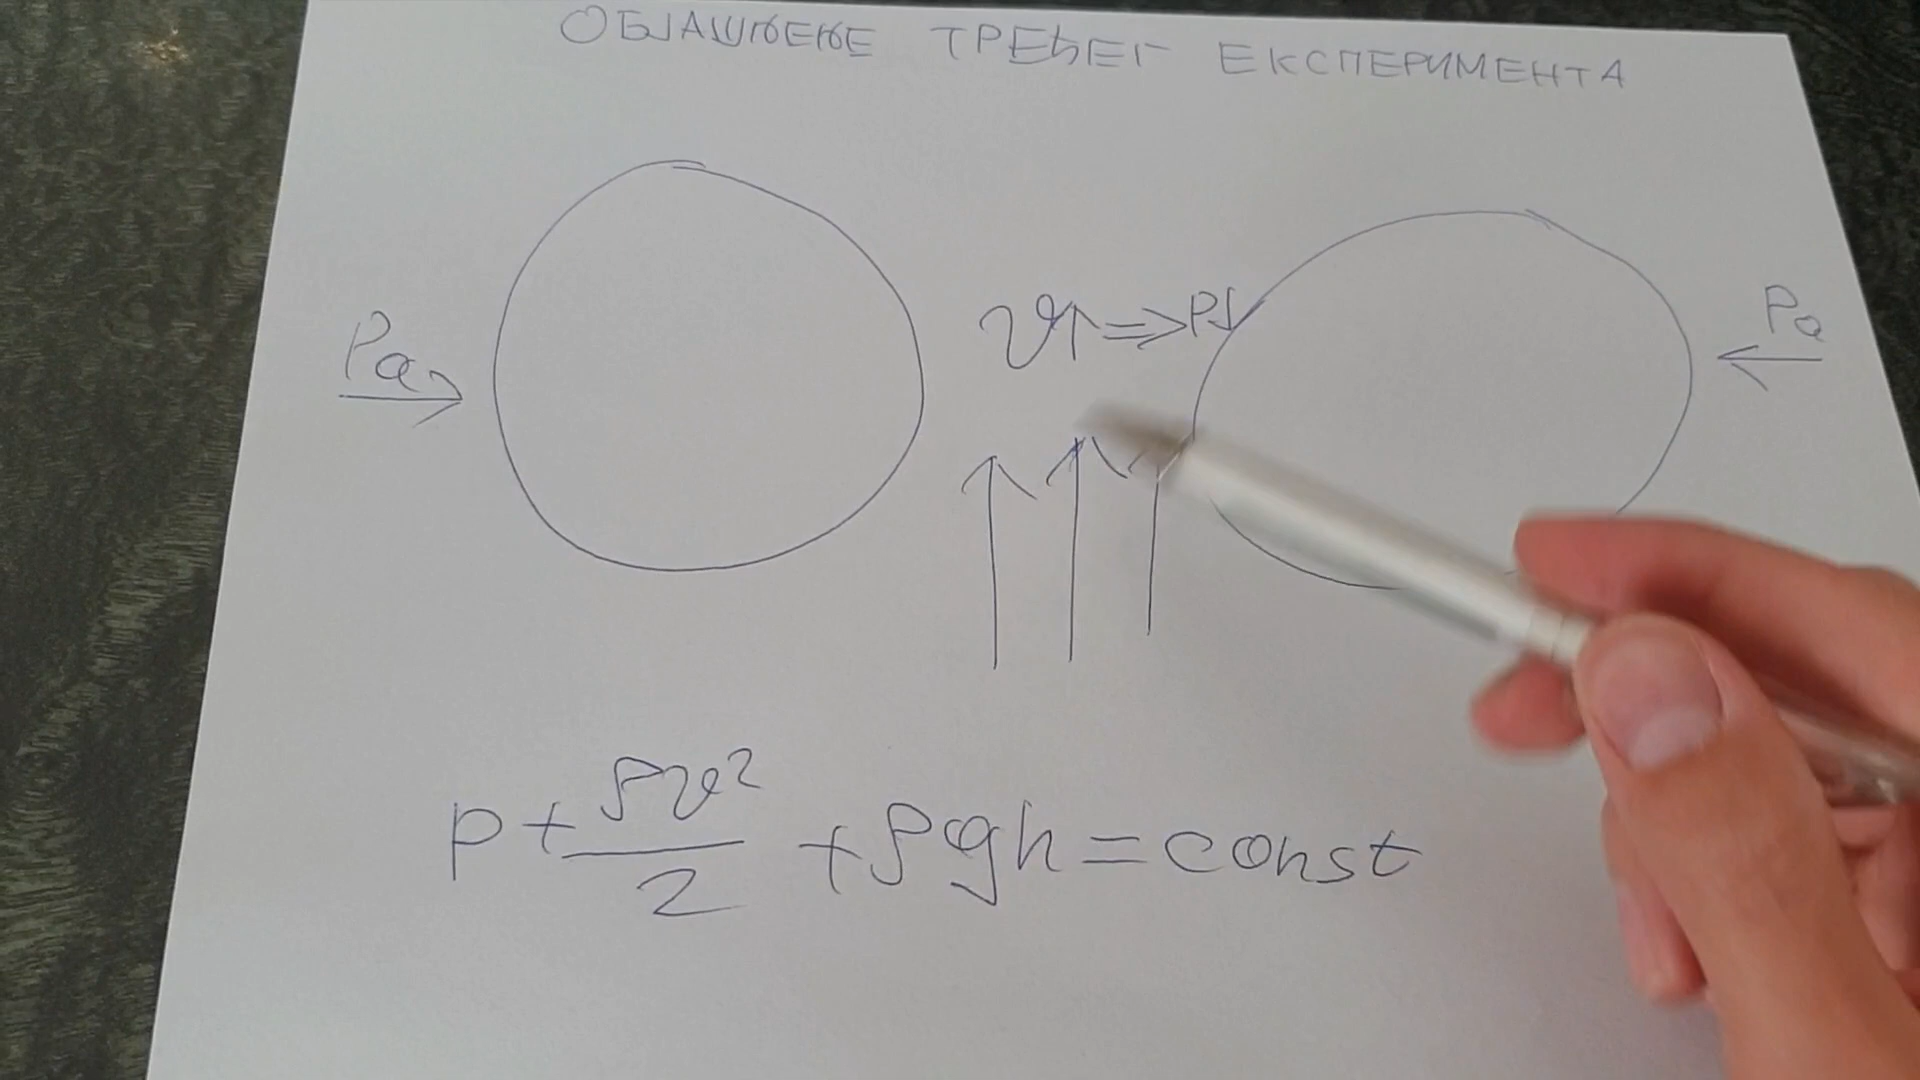 ОБЈАШЊЕЊЕ ТРЕЋЕГ ЕКСПЕРИМЕНТА
Pa
v↑⇒P↓
Pa
p + ρv²/2 + ρgh = const